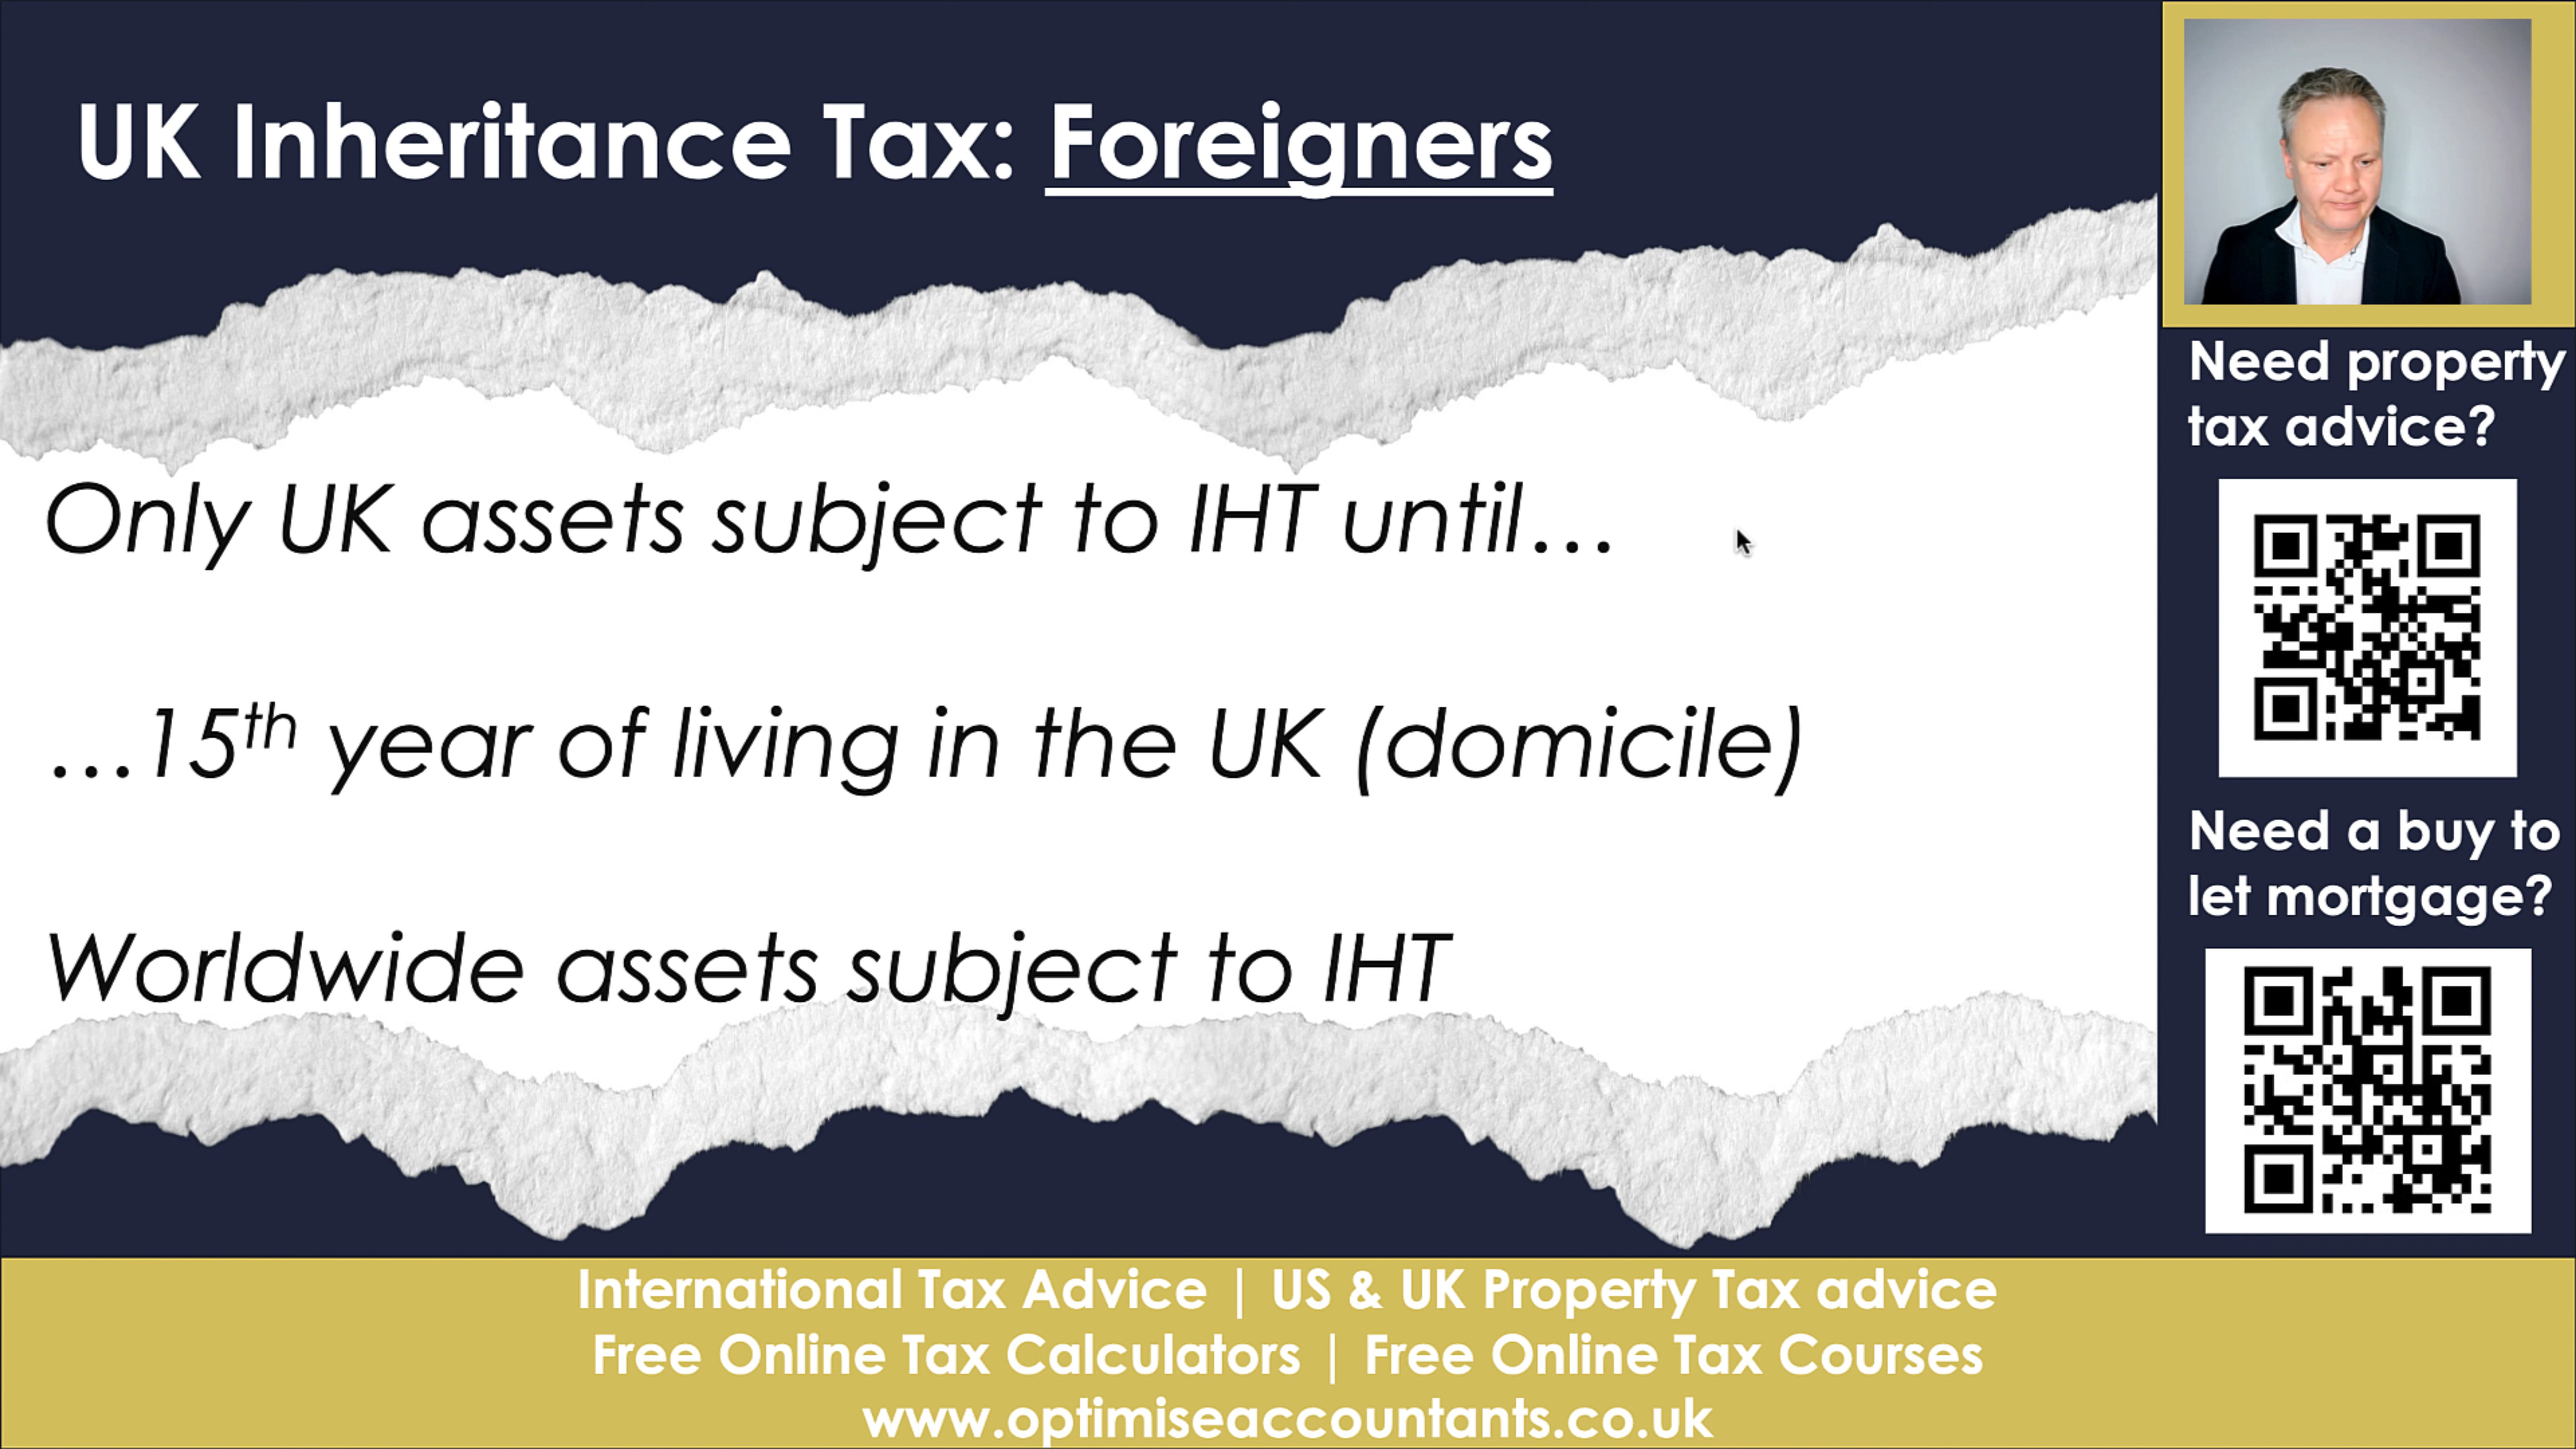 UK Inheritance Tax: Foreigners
Only UK assets subject to IHT until...
...15th year of living in the UK (domicile)
Worldwide assets subject to IHT
Need property
tax advice?
Need a buy to
let mortgage?
International Tax Advice | US & UK Property Tax advice
Free Online Tax Calculators | Free Online Tax Courses
www.optimiseaccountants.co.uk